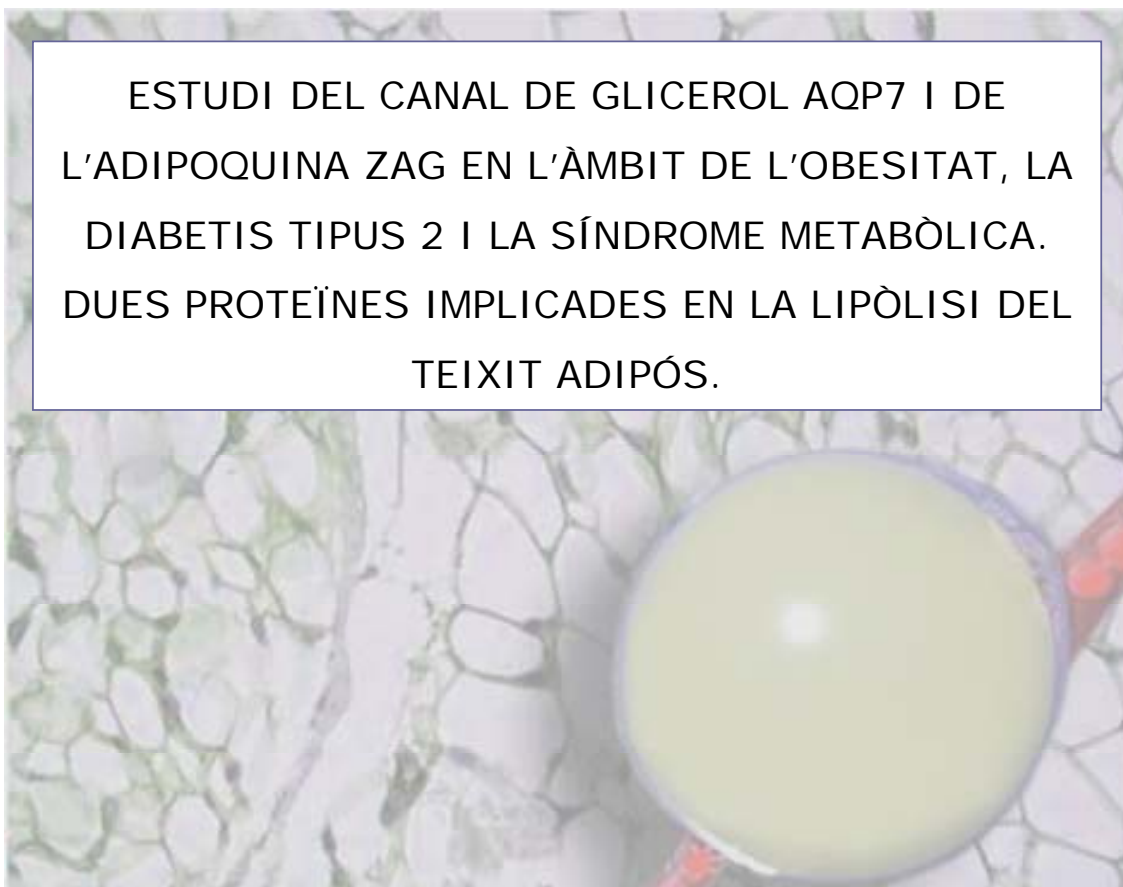 ESTUDI DEL CANAL DE GLICEROL AQP7 I DE
L'ADIPOQUINA ZAG EN L'ÀMBIT DE L'OBESITAT, LA
DIABETIS TIPUS 2 I LA SÍNDROME METABÒLICA.
DUES PROTEÏNES IMPLICADES EN LA LIPÒLISI DEL
TEIXIT ADIPÓS.